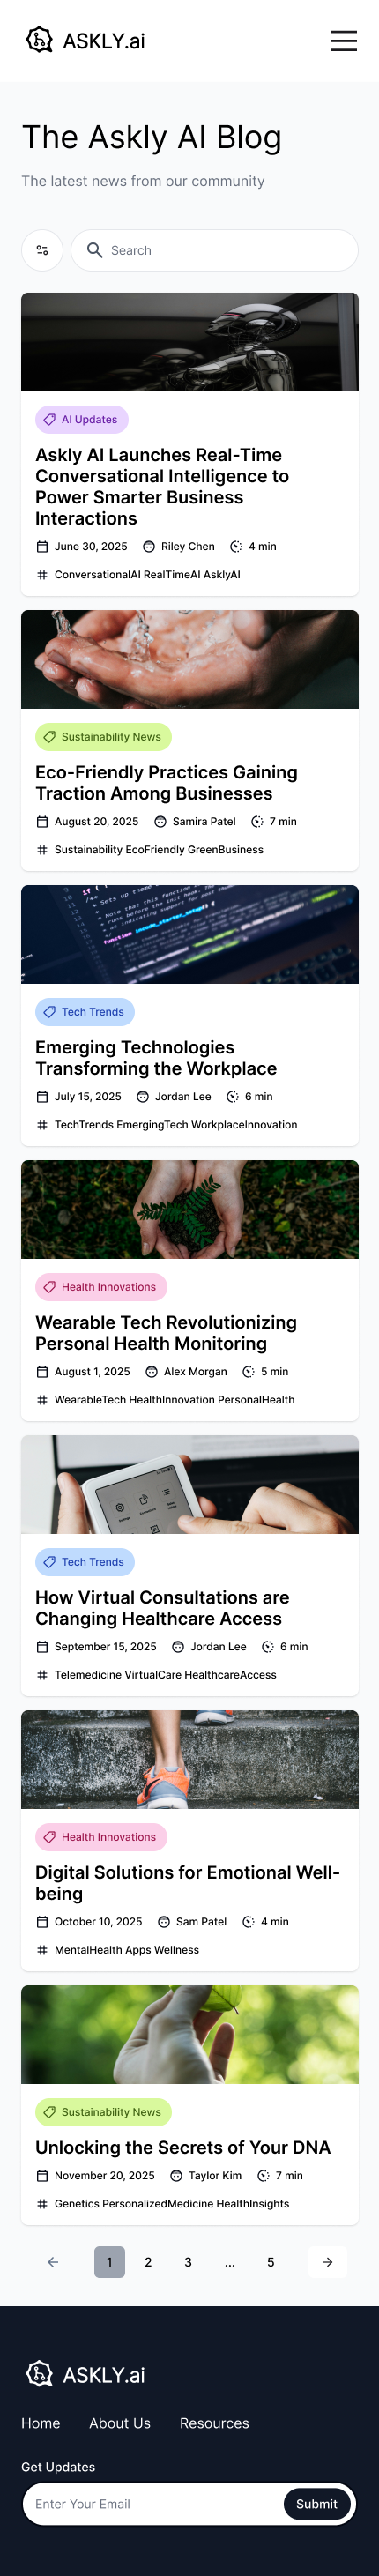 ASKLY.ai
The Askly AI Blog
The latest news from our community
Search
AI Updates
Askly AI Launches Real-Time
Conversational Intelligence to
Power Smarter Business
Interactions
June 30, 2025 Riley Chen 4 min
# ConversationalAI RealTimeAI AsklyAI
Sustainability News
Eco-Friendly Practices Gaining
Traction Among Businesses
August 20, 2025 Samira Patel 7 min
# Sustainability EcoFriendly GreenBusiness
Tech Trends
Emerging Technologies
Transforming the Workplace
July 15, 2025 Jordan Lee 6 min
# TechTrends EmergingTech WorkplaceInnovation
Health Innovations
Wearable Tech Revolutionizing
Personal Health Monitoring
August 1, 2025 Alex Morgan 5 min
# WearableTech HealthInnovation PersonalHealth
Tech Trends
How Virtual Consultations are
Changing Healthcare Access
September 15, 2025 Jordan Lee 6 min
# Telemedicine VirtualCare HealthcareAccess
Health Innovations
Digital Solutions for Emotional Well-
being
October 10, 2025 Sam Patel 4 min
# MentalHealth Apps Wellness
Sustainability News
Unlocking the Secrets of Your DNA
November 20, 2025 Taylor Kim 7 min
# Genetics PersonalizedMedicine HealthInsights
← 1 2 3 ... 5 →
ASKLY.ai
Home About Us Resources
Get Updates
Enter Your Email Submit